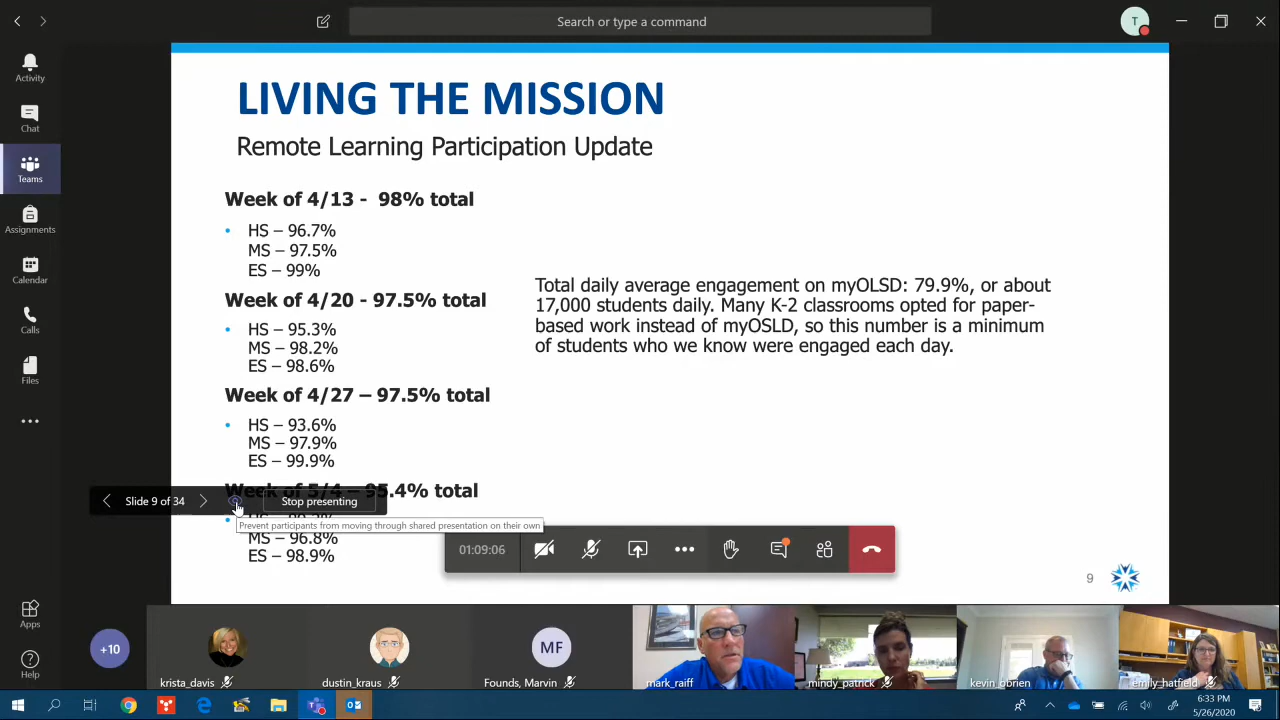 Search or type a command
T
Activity
Chat
Teams
Assignments
Calendar
Calls
Files
Apps
Help
LIVING THE MISSION
Remote Learning Participation Update
Week of 4/13 - 98% total
• HS – 96.7%
MS – 97.5%
ES – 99%
Week of 4/20 - 97.5% total
• HS – 95.3%
MS – 98.2%
ES – 98.6%
Week of 4/27 – 97.5% total
• HS – 93.6%
MS – 97.9%
ES – 99.9%
Week of 5/4 – 95.4% total
MS – 96.8%
ES – 98.9%
Total daily average engagement on myOLSD: 79.9%, or about
17,000 students daily. Many K-2 classrooms opted for paper-
based work instead of myOSLD, so this number is a minimum
of students who we know were engaged each day.
Slide 9 of 34
Stop presenting
Prevent participants from moving through shared presentation on their own
01:09:06
9
+10
MF
krista_davis
dustin_kraus
Founds, Marvin
mark_raiff
mindy_patrick
kevin_obrien
emily_hatfield
6:33 PM
5/26/2020